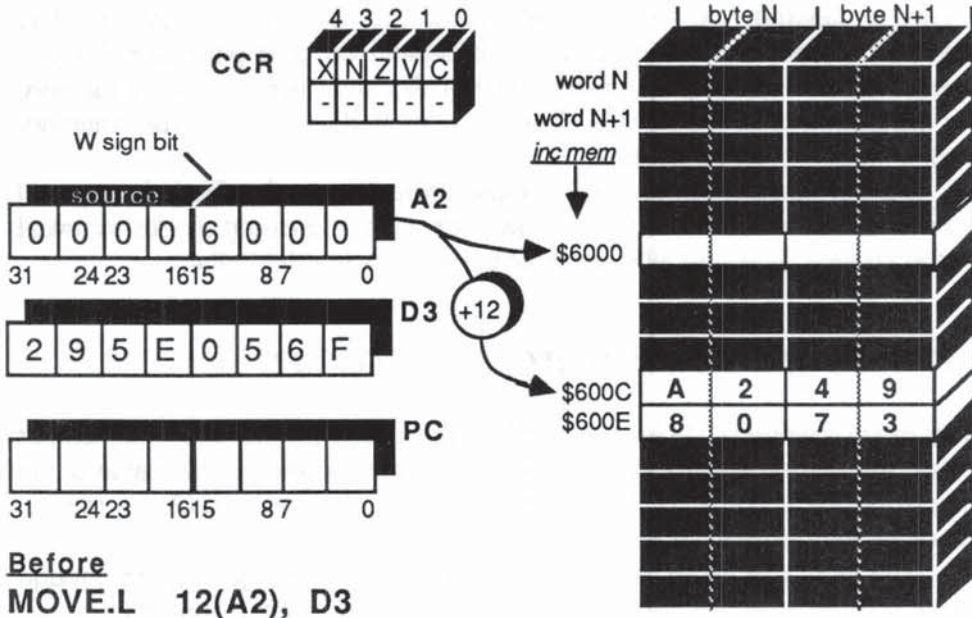 4 3 2 1 0
CCR
X N Z V C
- - - - -
byte N byte N+1
word N
word N+1
inc mem
W sign bit
source
A2
0 0 0 0 6 0 0 0
31 24 23 16 15 8 7 0
$6000
D3
+12
2 9 5 E 0 5 6 F
$600C A 2 4 9
$600E 8 0 7 3
PC
31 24 23 16 15 8 7 0
Before
MOVE.L 12(A2), D3